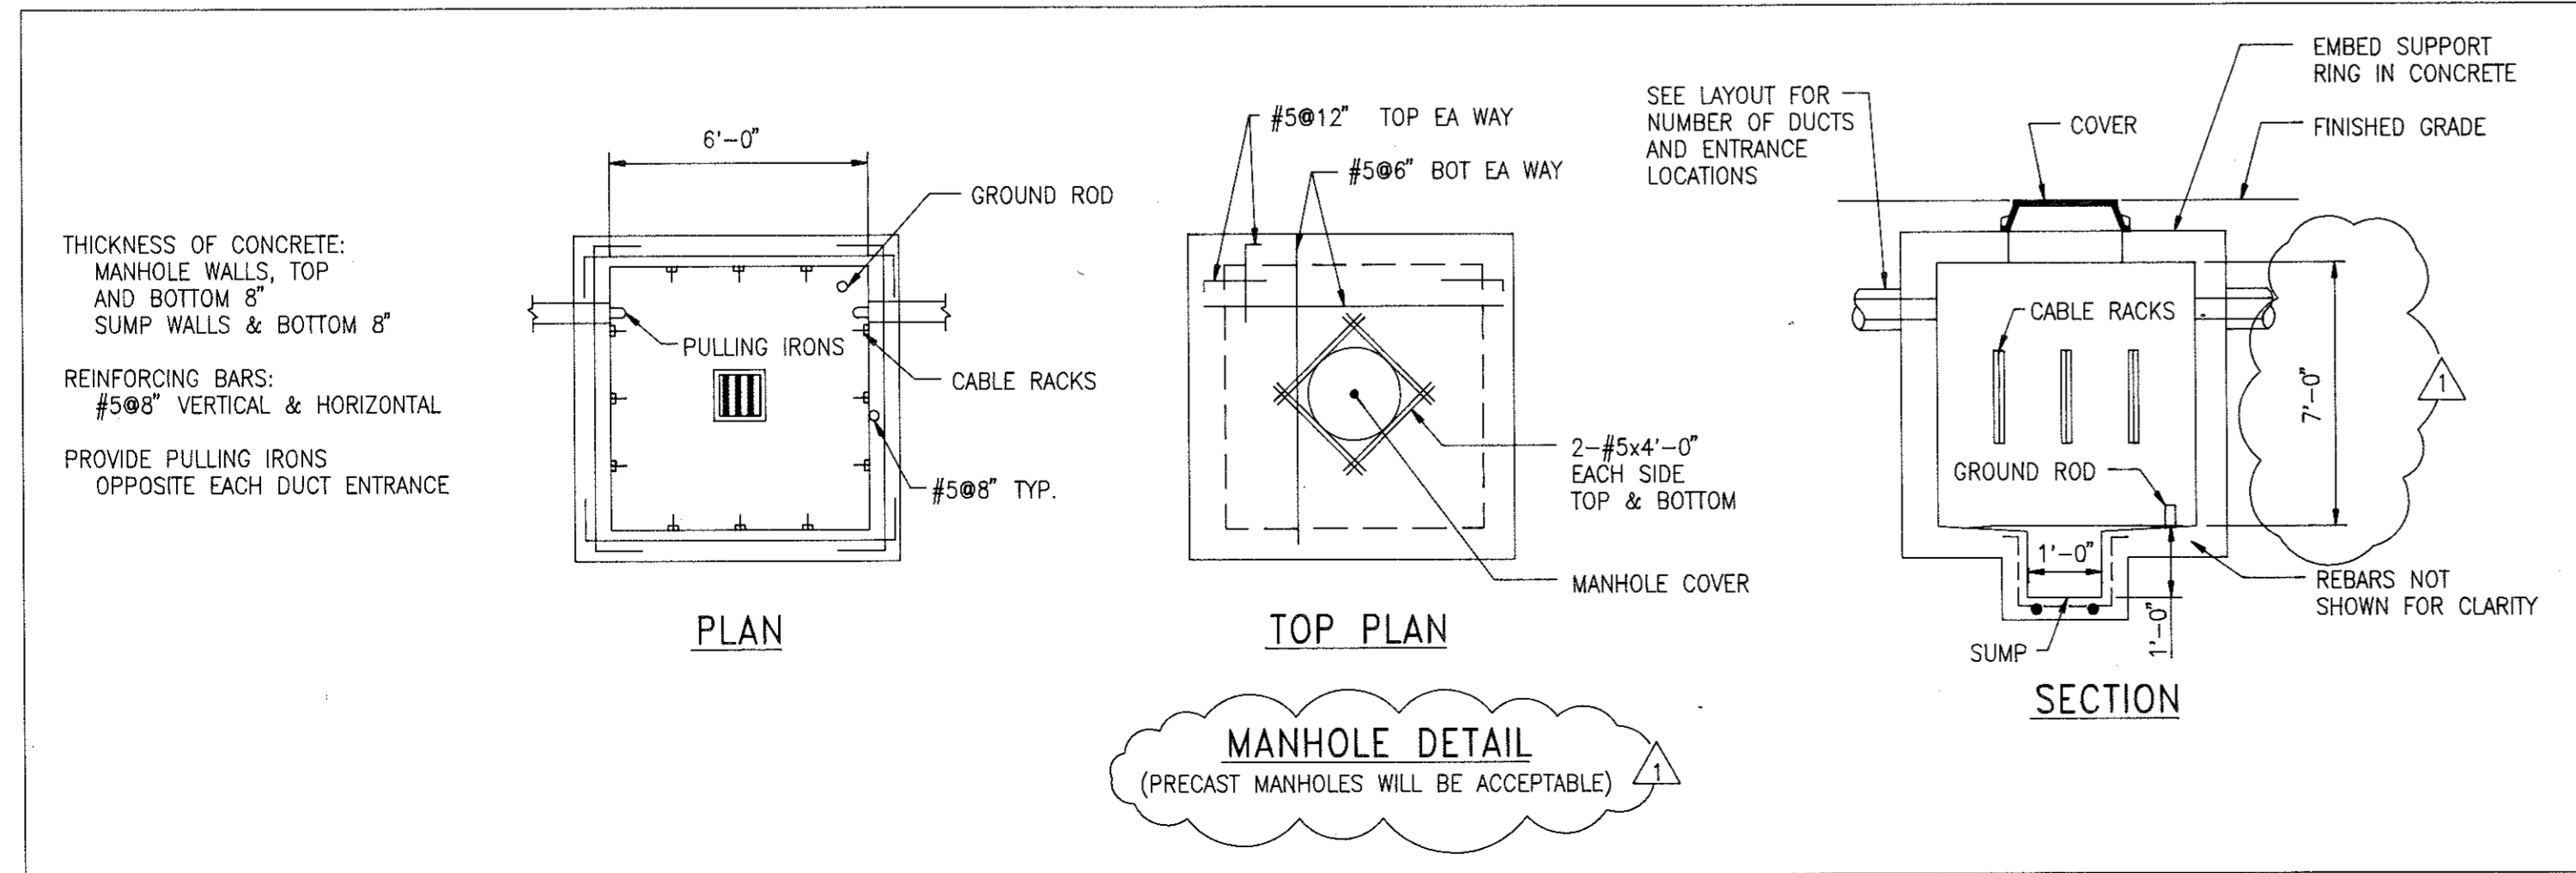 THICKNESS OF CONCRETE:
MANHOLE WALLS, TOP
AND BOTTOM 8"
SUMP WALLS & BOTTOM 8"
REINFORCING BARS:
#5@8" VERTICAL & HORIZONTAL
PROVIDE PULLING IRONS
OPPOSITE EACH DUCT ENTRANCE
6'-0"
GROUND ROD
PULLING IRONS
CABLE RACKS
#5@8" TYP.
PLAN
#5@12" TOP EA WAY
#5@6" BOT EA WAY
2-#5x4'-0"
EACH SIDE
TOP & BOTTOM
MANHOLE COVER
TOP PLAN
MANHOLE DETAIL
(PRECAST MANHOLES WILL BE ACCEPTABLE)
1
SEE LAYOUT FOR
NUMBER OF DUCTS
AND ENTRANCE
LOCATIONS
EMBED SUPPORT
RING IN CONCRETE
COVER
FINISHED GRADE
CABLE RACKS
7'-0"
1
GROUND ROD
1'-0"
1'-0"
REBARS NOT
SHOWN FOR CLARITY
SUMP
SECTION